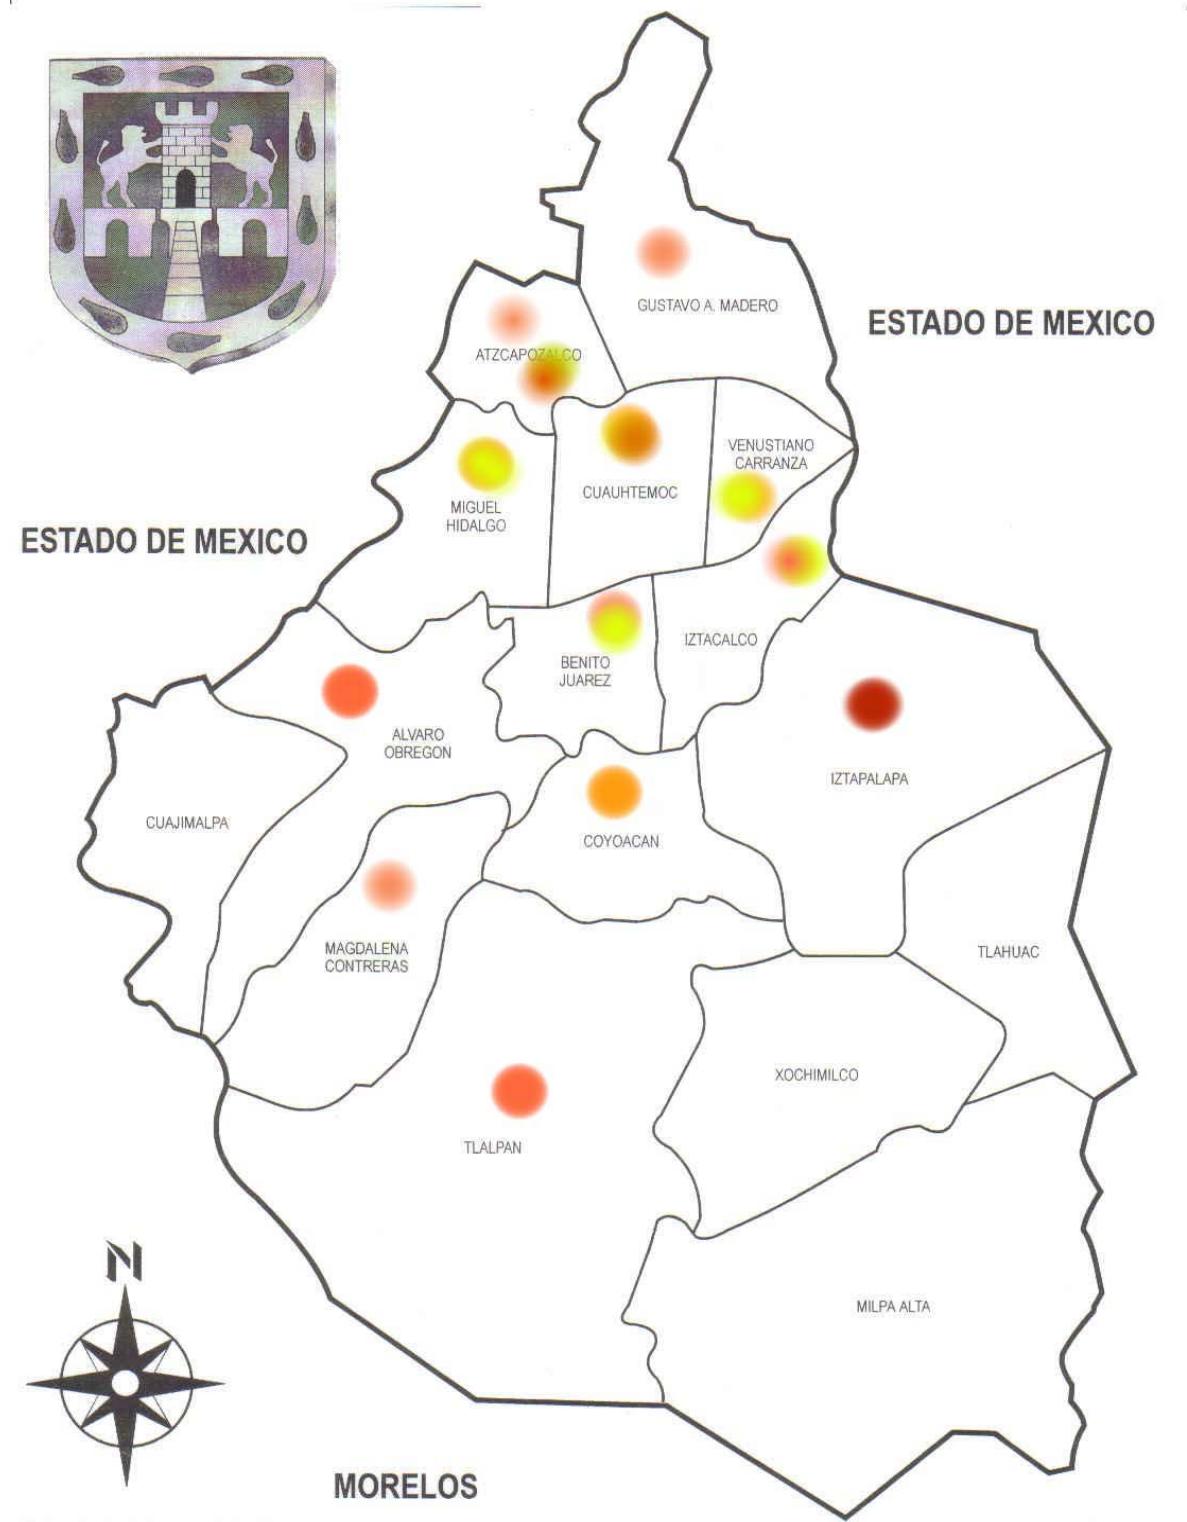 GUSTAVO A. MADERO
ESTADO DE MEXICO
ATZCAPOZALCO
VENUSTIANO
CARRANZA
CUAUHTEMOC
MIGUEL
HIDALGO
ESTADO DE MEXICO
IZTACALCO
BENITO
JUAREZ
ALVARO
OBREGON
IZTAPALAPA
CUAJIMALPA
COYOACAN
MAGDALENA
CONTRERAS
TLAHUAC
XOCHIMILCO
TLALPAN
N
MILPA ALTA
MORELOS